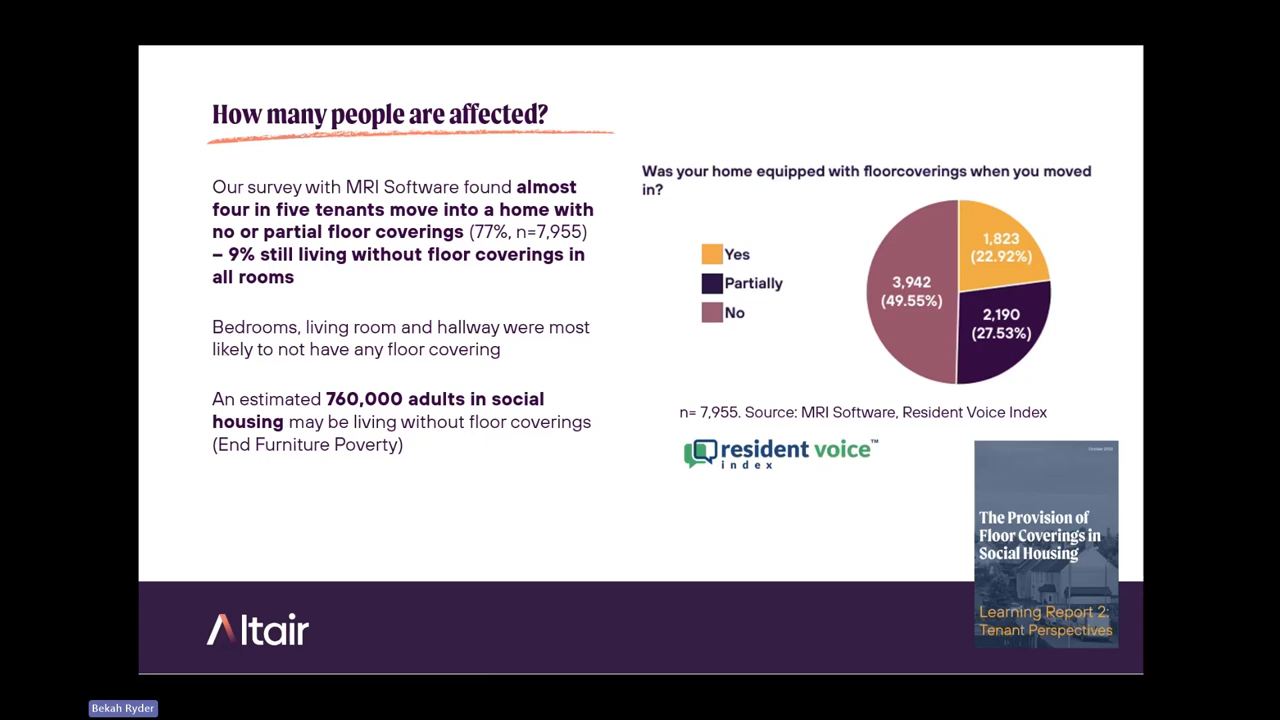 How many people are affected?
Our survey with MRI Software found almost
four in five tenants move into a home with
no or partial floor coverings (77%, n=7,955)
– 9% still living without floor coverings in
all rooms
Bedrooms, living room and hallway were most
likely to not have any floor covering
An estimated 760,000 adults in social
housing may be living without floor coverings
(End Furniture Poverty)
Was your home equipped with floorcoverings when you moved
in?
Yes
Partially
No
1,823
(22.92%)
3,942
(49.55%)
2,190
(27.53%)
n= 7,955. Source: MRI Software, Resident Voice Index
resident voice™
index
The Provision of
Floor Coverings in
Social Housing
Learning Report 2:
Tenant Perspectives
Altair
Bekah Ryder